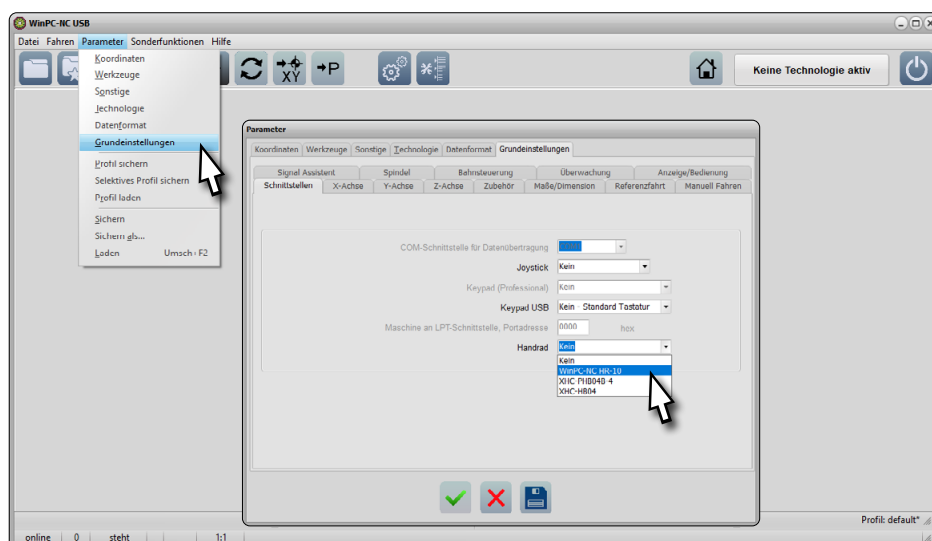 WinPC-NC USB
Datei Fahren Parameter Sonderfunktionen Hilfe
XY
P
Keine Technologie aktiv
Koordinaten
Werkzeuge
Sonstige
Technologie
Datenformat
Grundeinstellungen
Profil sichern
Selektives Profil sichern
Profil laden
Sichern
Sichern als...
Laden Umsch+F2
Parameter
Koordinaten Werkzeuge Sonstige Technologie Datenformat Grundeinstellungen
Signal Assistent Spindel Bahnsteuerung Überwachung Anzeige/Bedienung
Schnittstellen X-Achse Y-Achse Z-Achse Zubehör Maße/Dimension Referenzfahrt Manuell Fahren
COM-Schnittstelle für Datenübertragung
Joystick Kein
Keypad (Professional) Kein
Keypad USB Kein - Standard Tastatur
Maschine an LPT-Schnittstelle, Portadresse 0000 hex
Handrad Kein
Kein
WinPC-NC HR-10
XHC-PHB04B-4
XHC-HB04
Profil: default*
online 0 steht 1:1